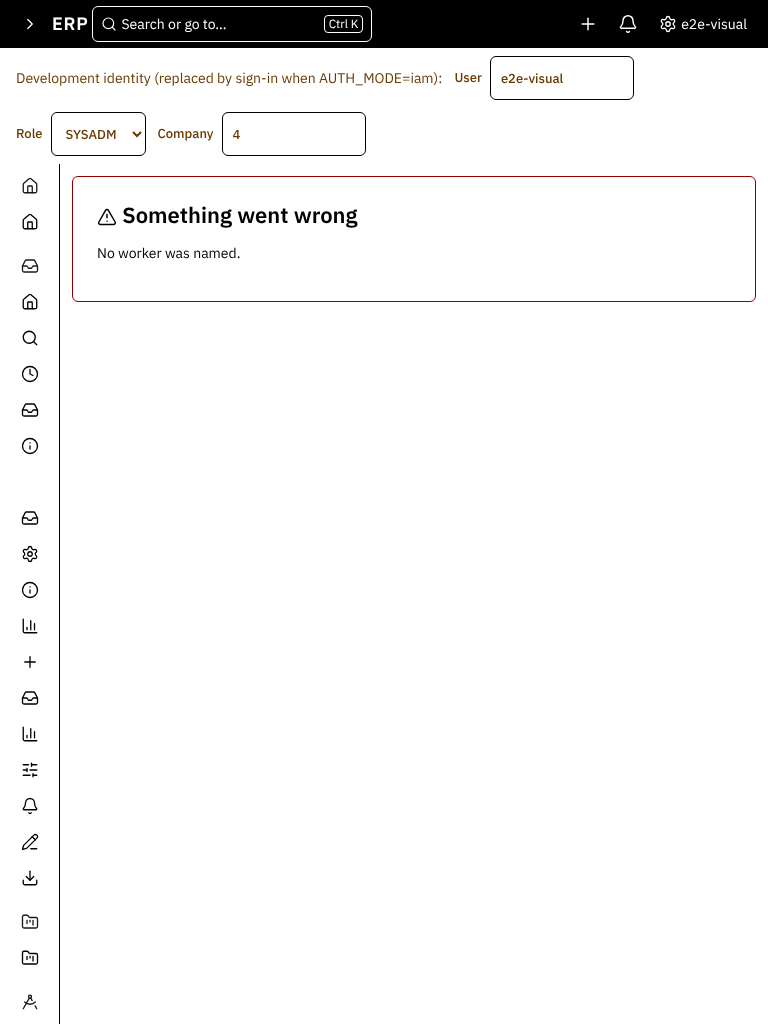 ERP
Search or go to...
Ctrl K
e2e-visual
Development identity (replaced by sign-in when AUTH_MODE=iam):
User
e2e-visual
Role
SYSADM
Company
4
Something went wrong
No worker was named.